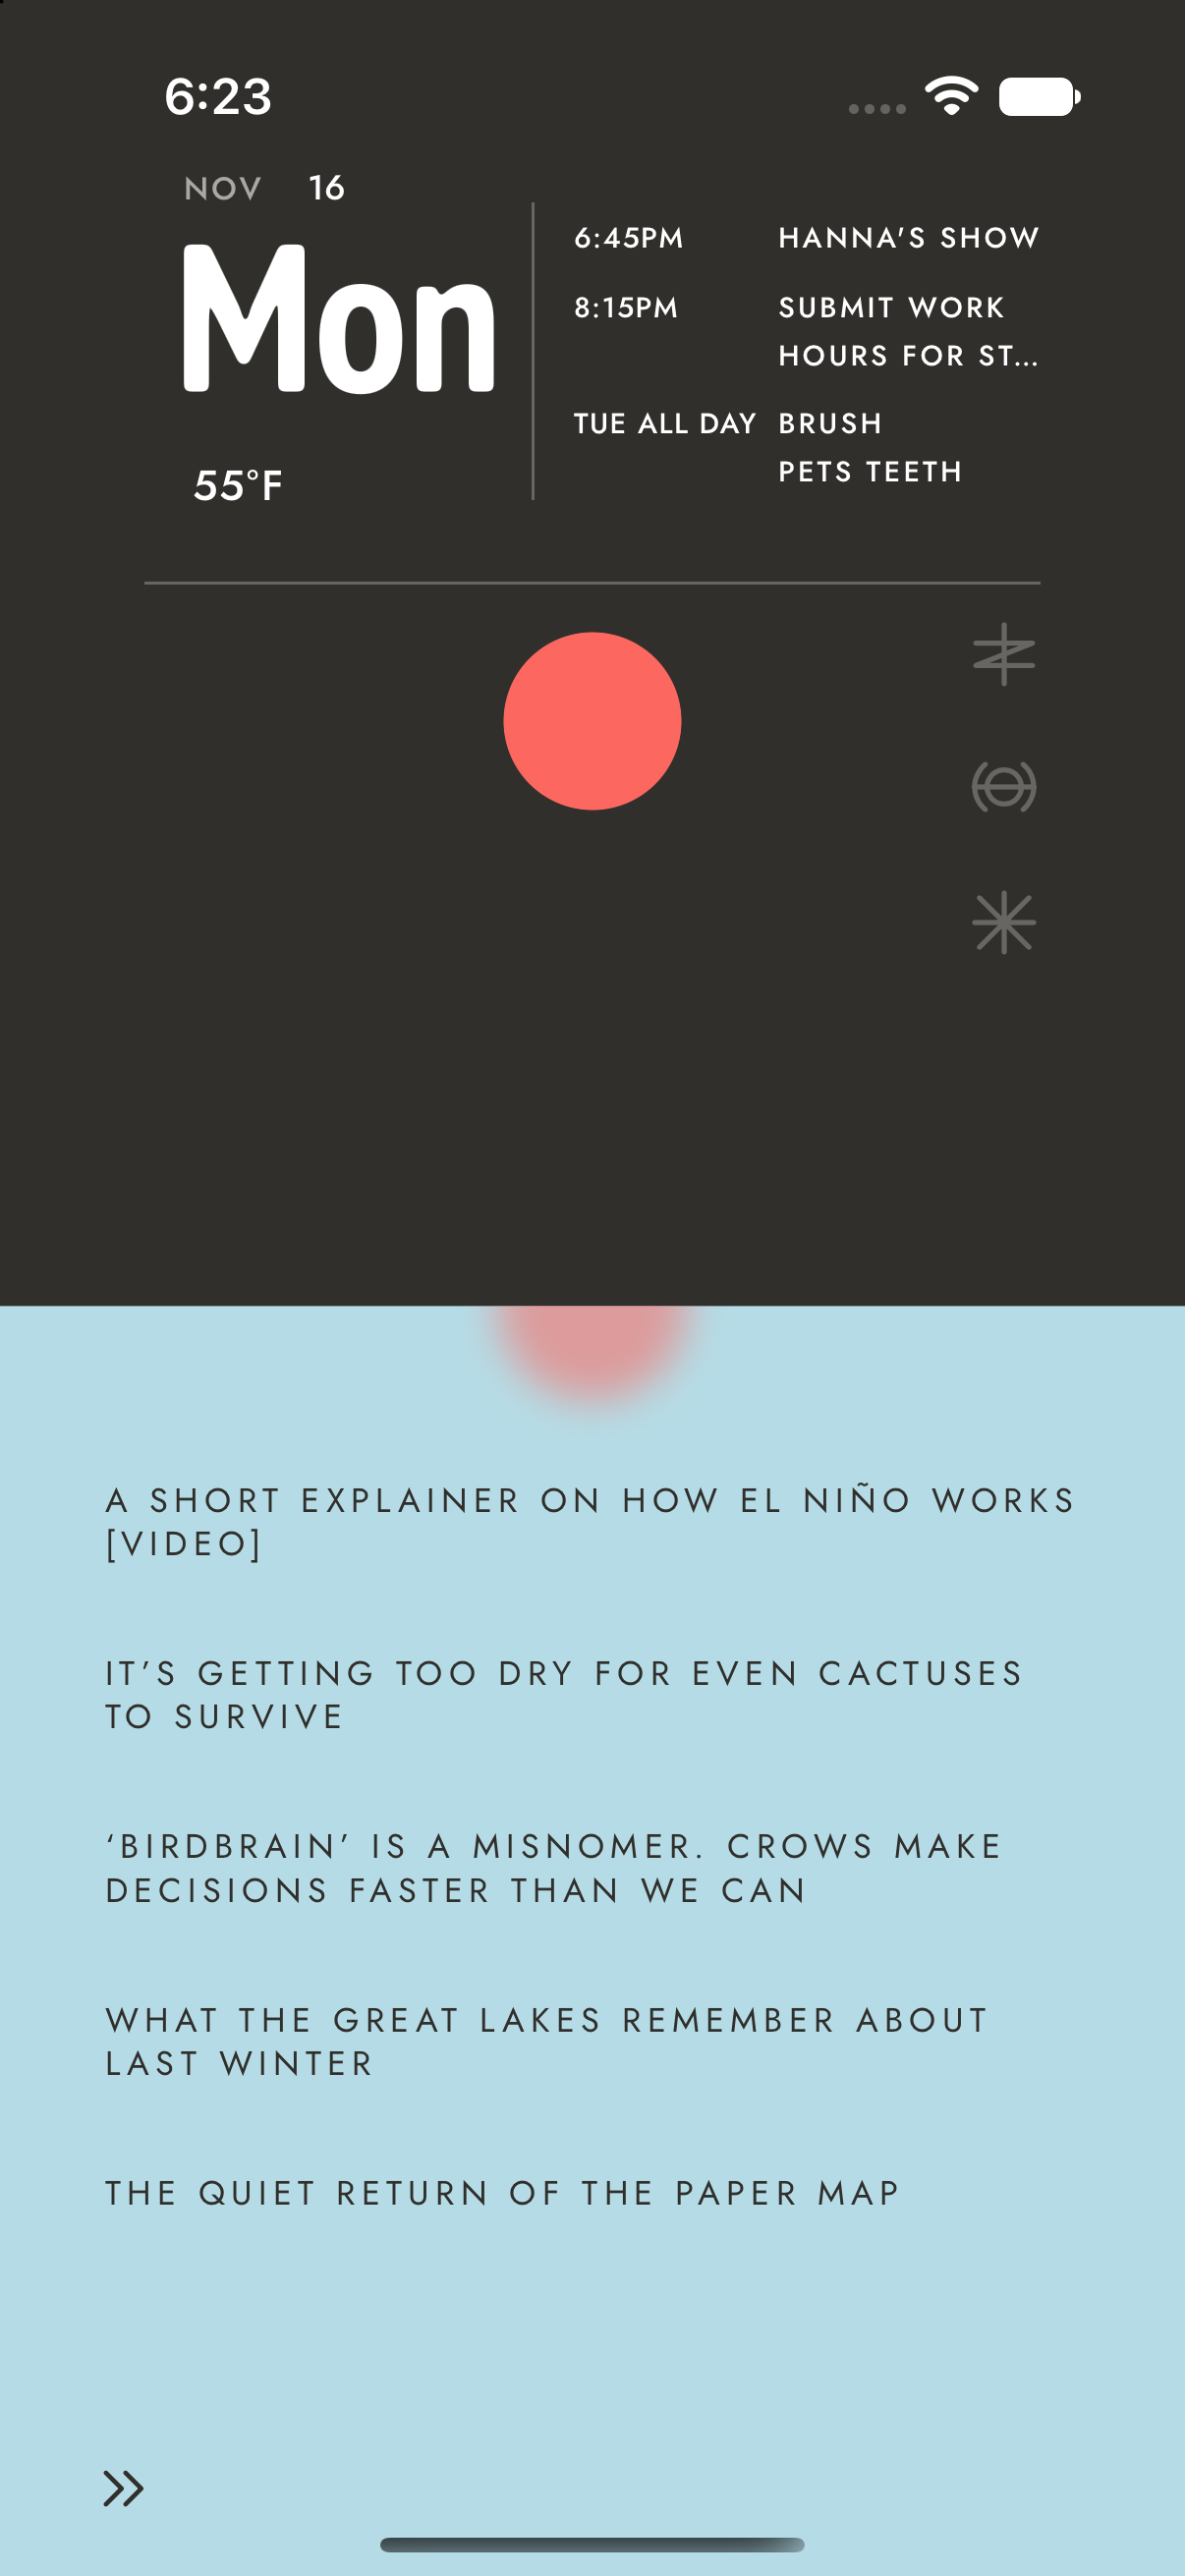 6:23
NOV 16
Mon
55°F
6:45PM HANNA'S SHOW
8:15PM SUBMIT WORK
HOURS FOR ST...
TUE ALL DAY BRUSH
PETS TEETH
A SHORT EXPLAINER ON HOW EL NIÑO WORKS
[VIDEO]
IT’S GETTING TOO DRY FOR EVEN CACTUSES
TO SURVIVE
‘BIRDBRAIN’ IS A MISNOMER. CROWS MAKE
DECISIONS FASTER THAN WE CAN
WHAT THE GREAT LAKES REMEMBER ABOUT
LAST WINTER
THE QUIET RETURN OF THE PAPER MAP